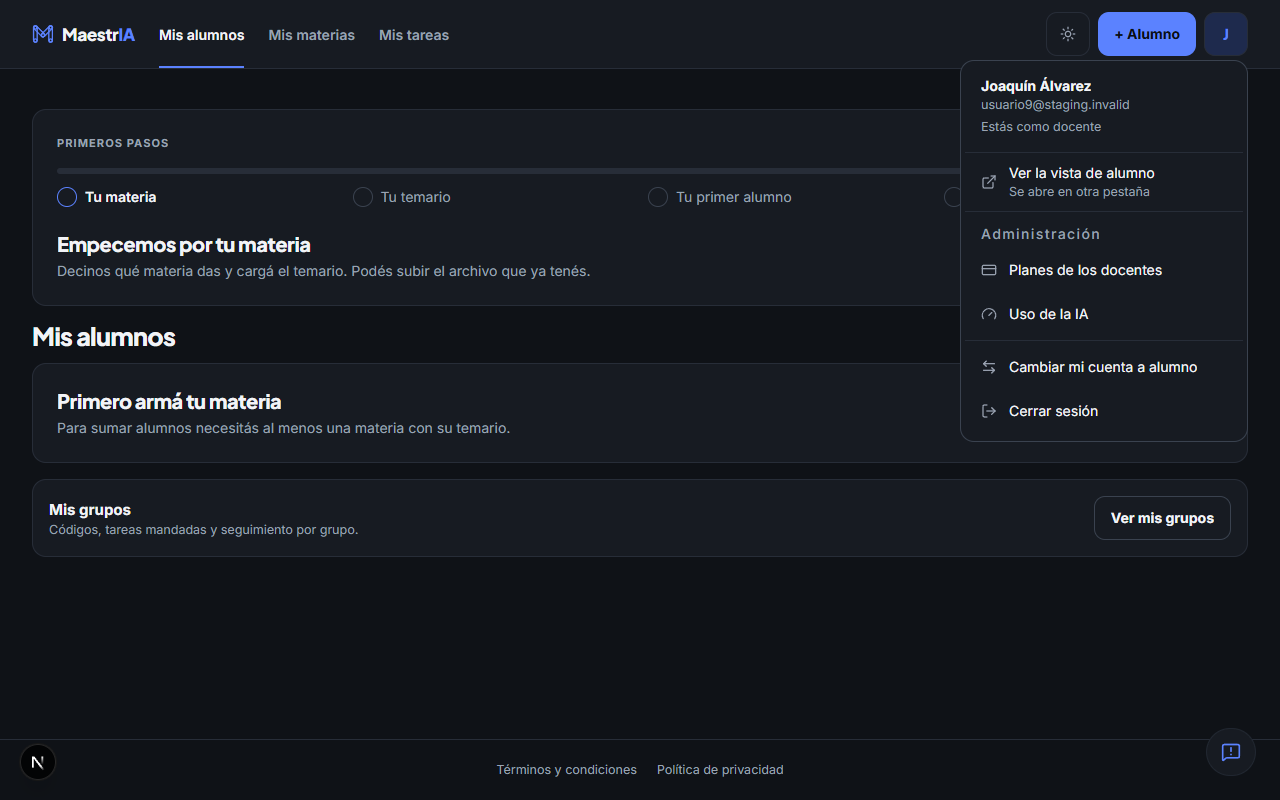 MaestrIA
Mis alumnos
Mis materias
Mis tareas
+ Alumno
J
Joaquín Álvarez
usuario9@staging.invalid
Estás como docente
Ver la vista de alumno
Se abre en otra pestaña
Administración
Planes de los docentes
Uso de la IA
Cambiar mi cuenta a alumno
Cerrar sesión
PRIMEROS PASOS
Tu materia
Tu temario
Tu primer alumno
Empecemos por tu materia
Decinos qué materia das y cargá el temario. Podés subir el archivo que ya tenés.
Mis alumnos
Primero armá tu materia
Para sumar alumnos necesitás al menos una materia con su temario.
Mis grupos
Códigos, tareas mandadas y seguimiento por grupo.
Ver mis grupos
N
Términos y condiciones
Política de privacidad